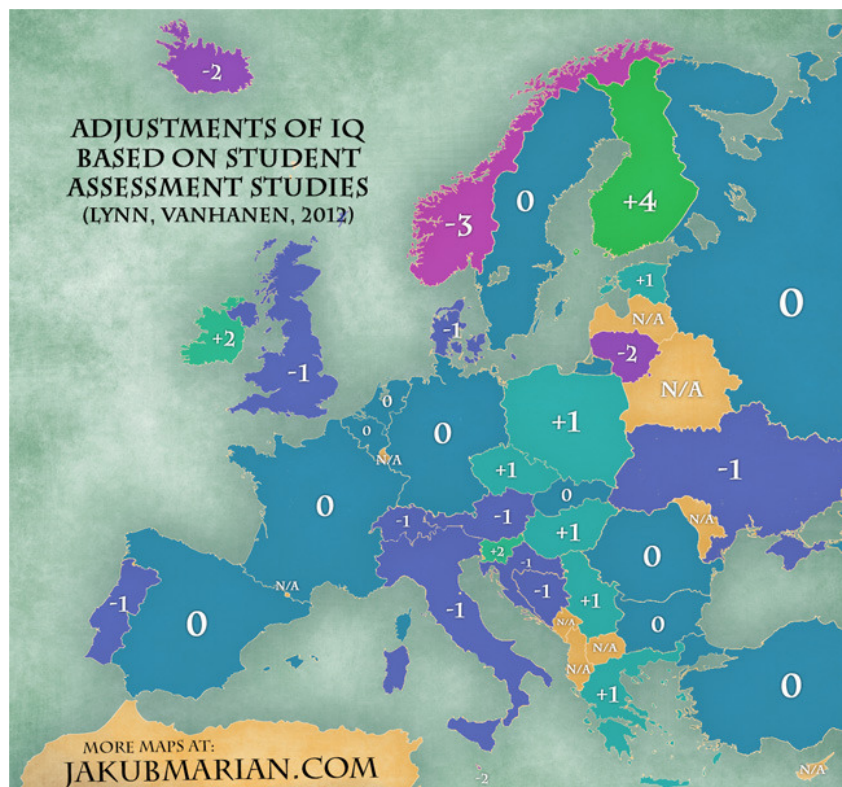 -2
ADJUSTMENTS OF IQ
BASED ON STUDENT
ASSESSMENT STUDIES
(LYNN, VANHANEN, 2012)
-3
0
+4
+1
N/A
0
-2
N/A
+2
-1
-1
0
0
N/A
0
+1
+1
-1
0
0
-1
-1
+1
N/A
+2
-1
-1
0
N/A
-1
0
-1
+1
0
N/A
N/A
N/A
+1
0
MORE MAPS AT:
JAKUBMARIAN.COM
-2
N/A